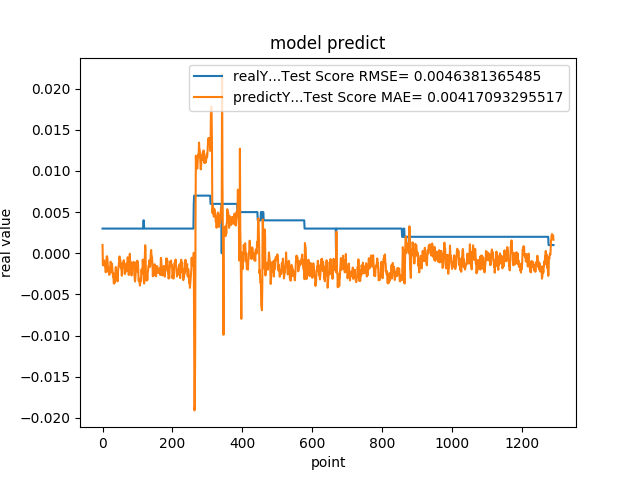 model predict
realY...Test Score RMSE= 0.0046381365485
predictY...Test Score MAE= 0.00417093295517
0.020
0.015
0.010
0.005
0.000
−0.005
−0.010
−0.015
−0.020
real value
0 200 400 600 800 1000 1200
point